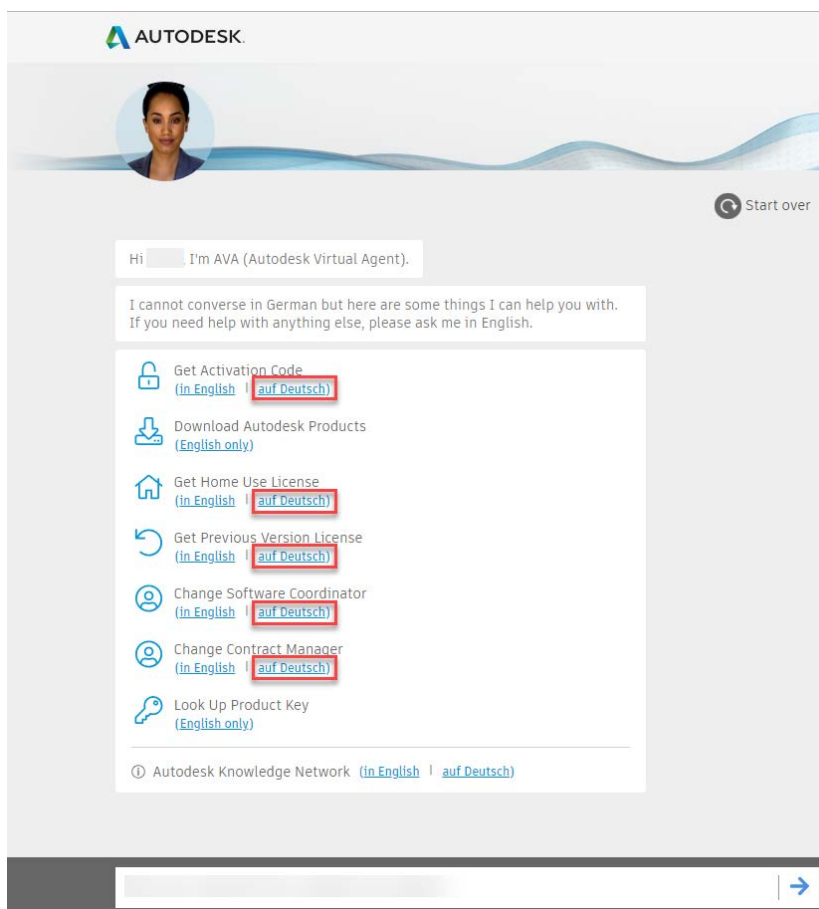 AUTODESK.
Start over
Hi , I'm AVA (Autodesk Virtual Agent).
I cannot converse in German but here are some things I can help you with.
If you need help with anything else, please ask me in English.
Get Activation Code
(in English | auf Deutsch)
Download Autodesk Products
(English only)
Get Home Use License
(in English | auf Deutsch)
Get Previous Version License
(in English | auf Deutsch)
Change Software Coordinator
(in English | auf Deutsch)
Change Contract Manager
(in English | auf Deutsch)
Look Up Product Key
(English only)
Autodesk Knowledge Network (in English | auf Deutsch)